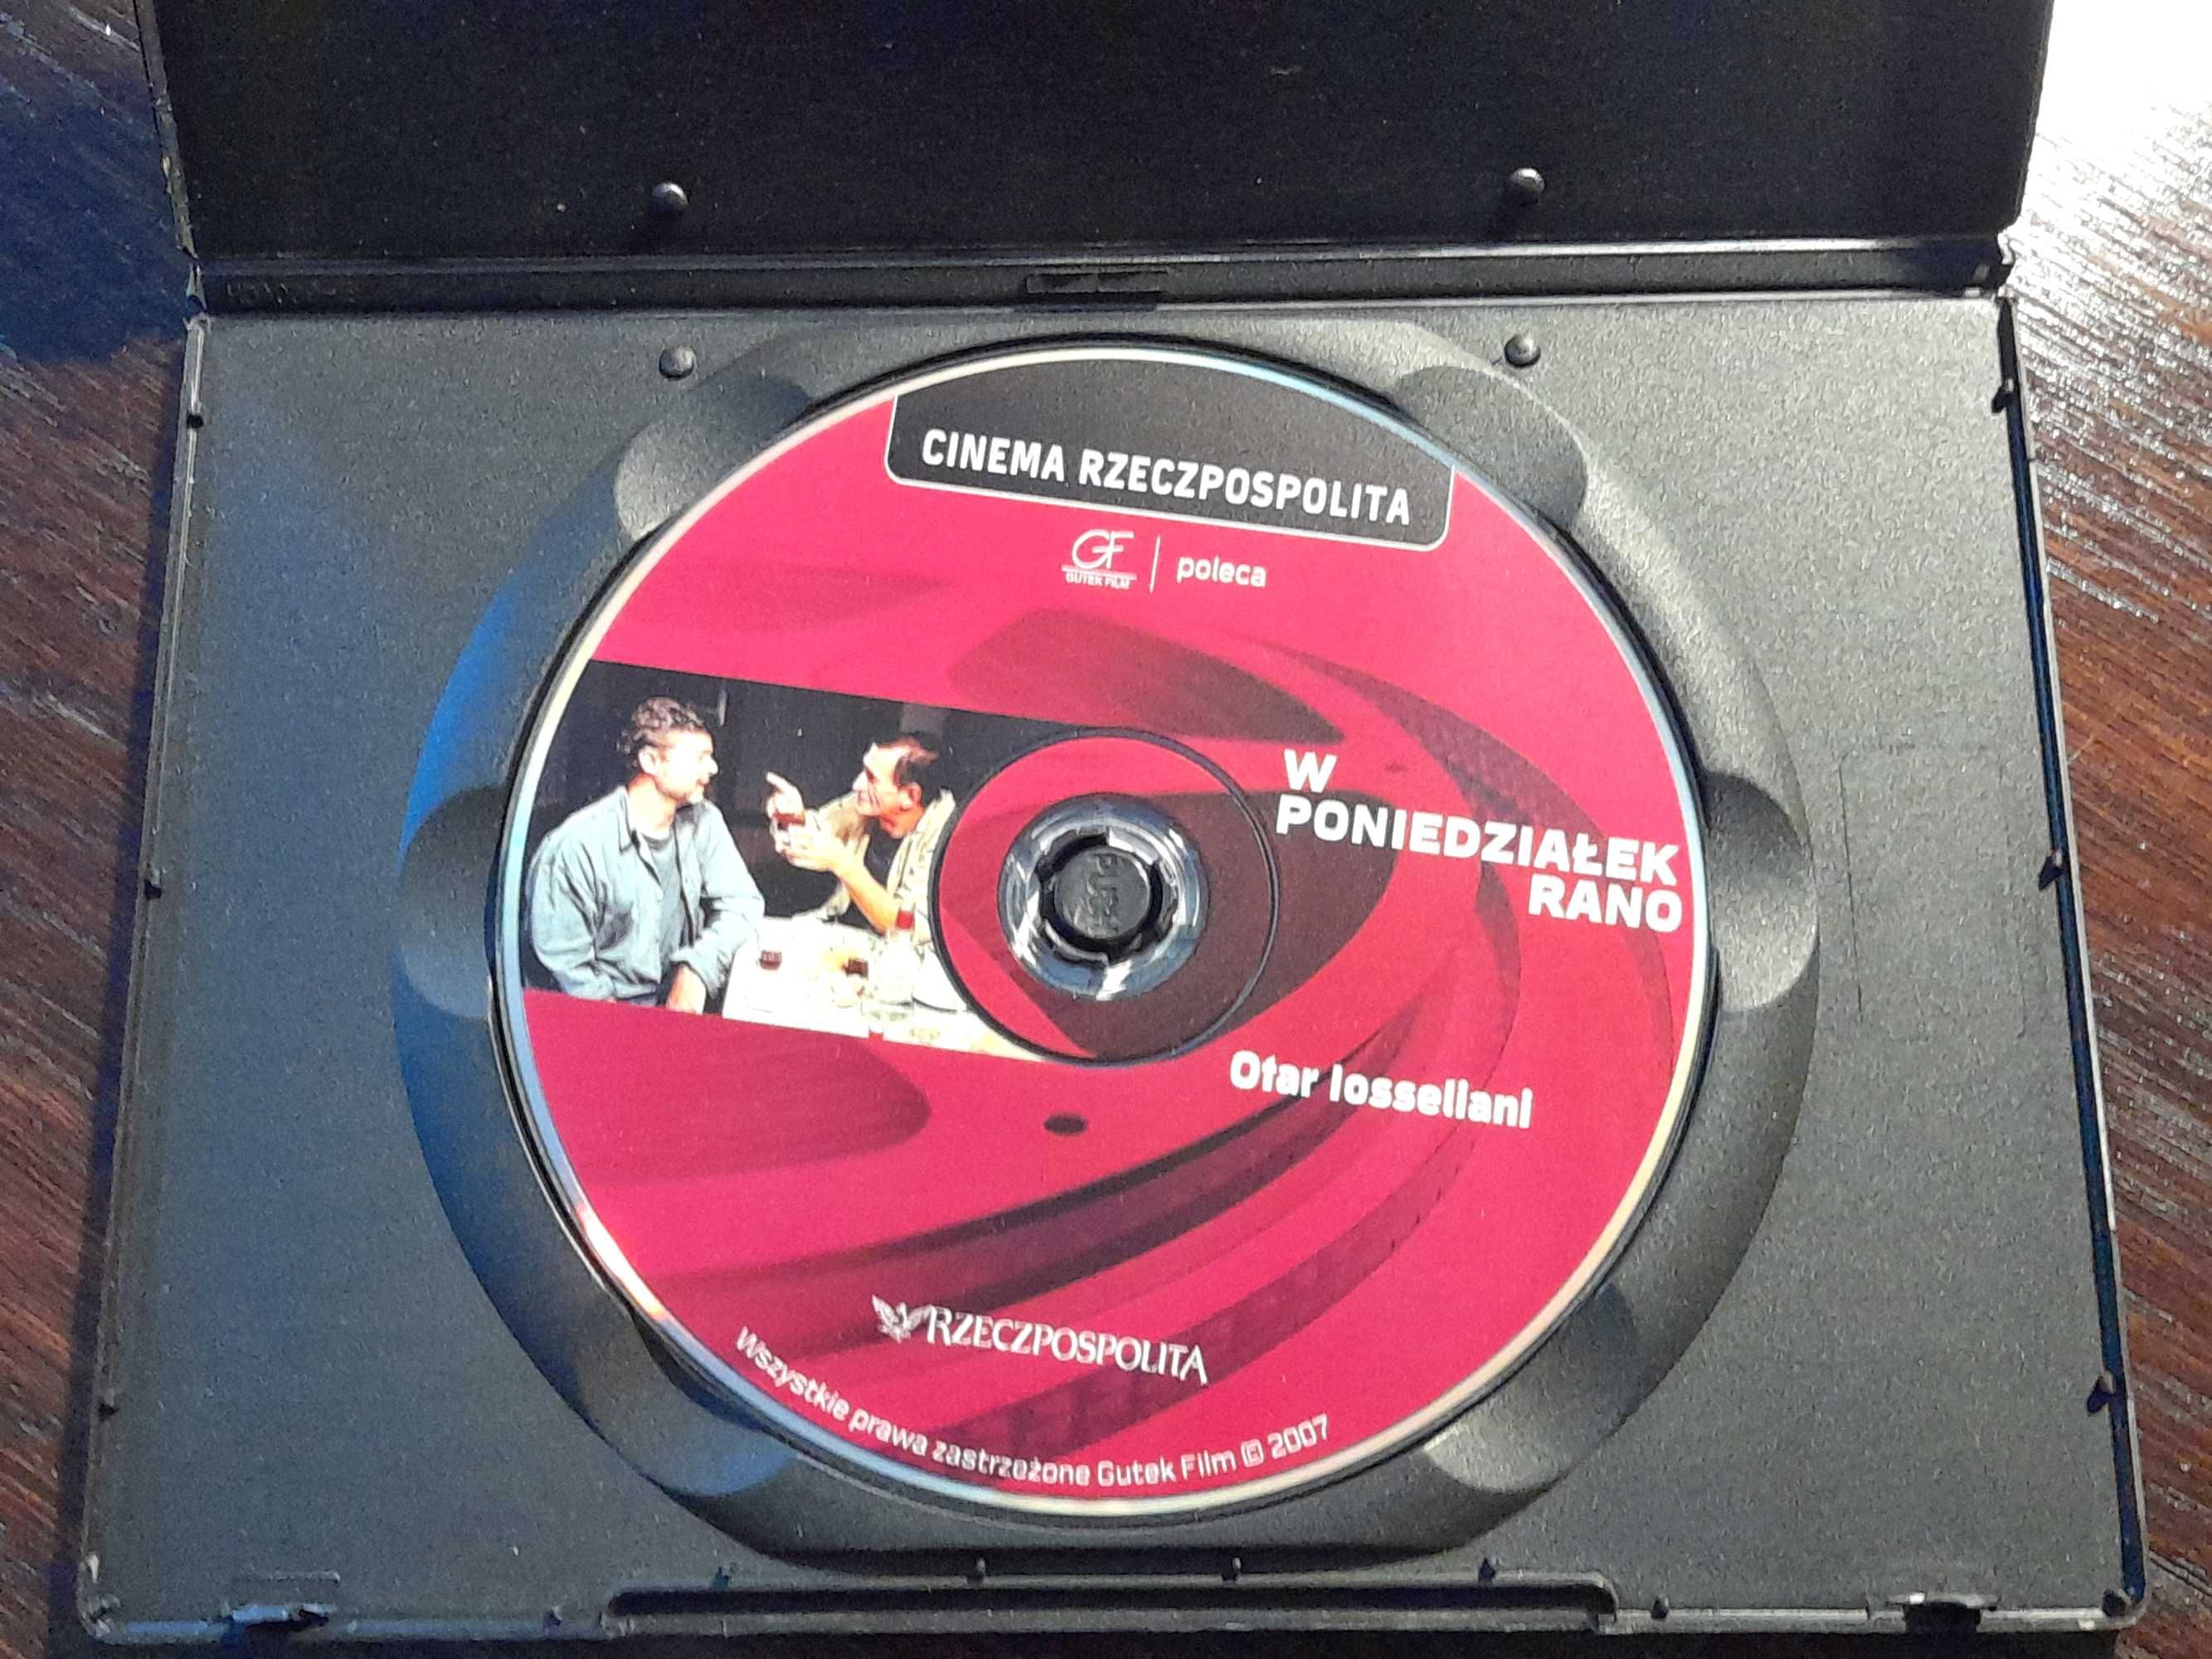 CINEMA RZECZPOSPOLITA
GF
GUTEK FILM
poleca
W
PONIEDZIAŁEK
RANO
Otar Iosseliani
RZECZPOSPOLITA
Wszystkie prawa zastrzeżone Gutek Film © 2007